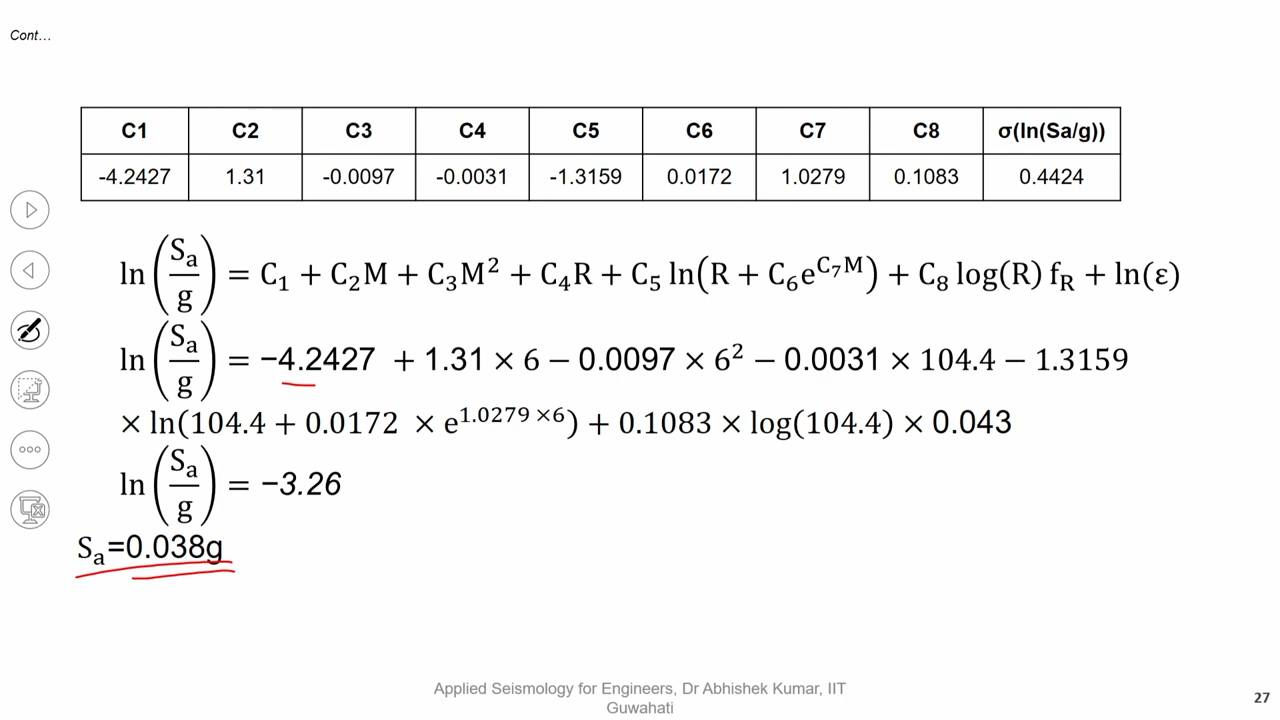 Cont…
C1 C2 C3 C4 C5 C6 C7 C8 σ(ln(Sa/g))
-4.2427 1.31 -0.0097 -0.0031 -1.3159 0.0172 1.0279 0.1083 0.4424
ln(Sₐ/g) = C₁ + C₂M + C₃M² + C₄R + C₅ ln(R + C₆e^(C₇M)) + C₈ log(R) f_R + ln(ε)
ln(Sₐ/g) = −4.2427 + 1.31 × 6 − 0.0097 × 6² − 0.0031 × 104.4 − 1.3159
× ln(104.4 + 0.0172 × e^(1.0279 ×6)) + 0.1083 × log(104.4) × 0.043
ln(Sₐ/g) = −3.26
Sₐ=0.038g
Applied Seismology for Engineers, Dr Abhishek Kumar, IIT
Guwahati
27